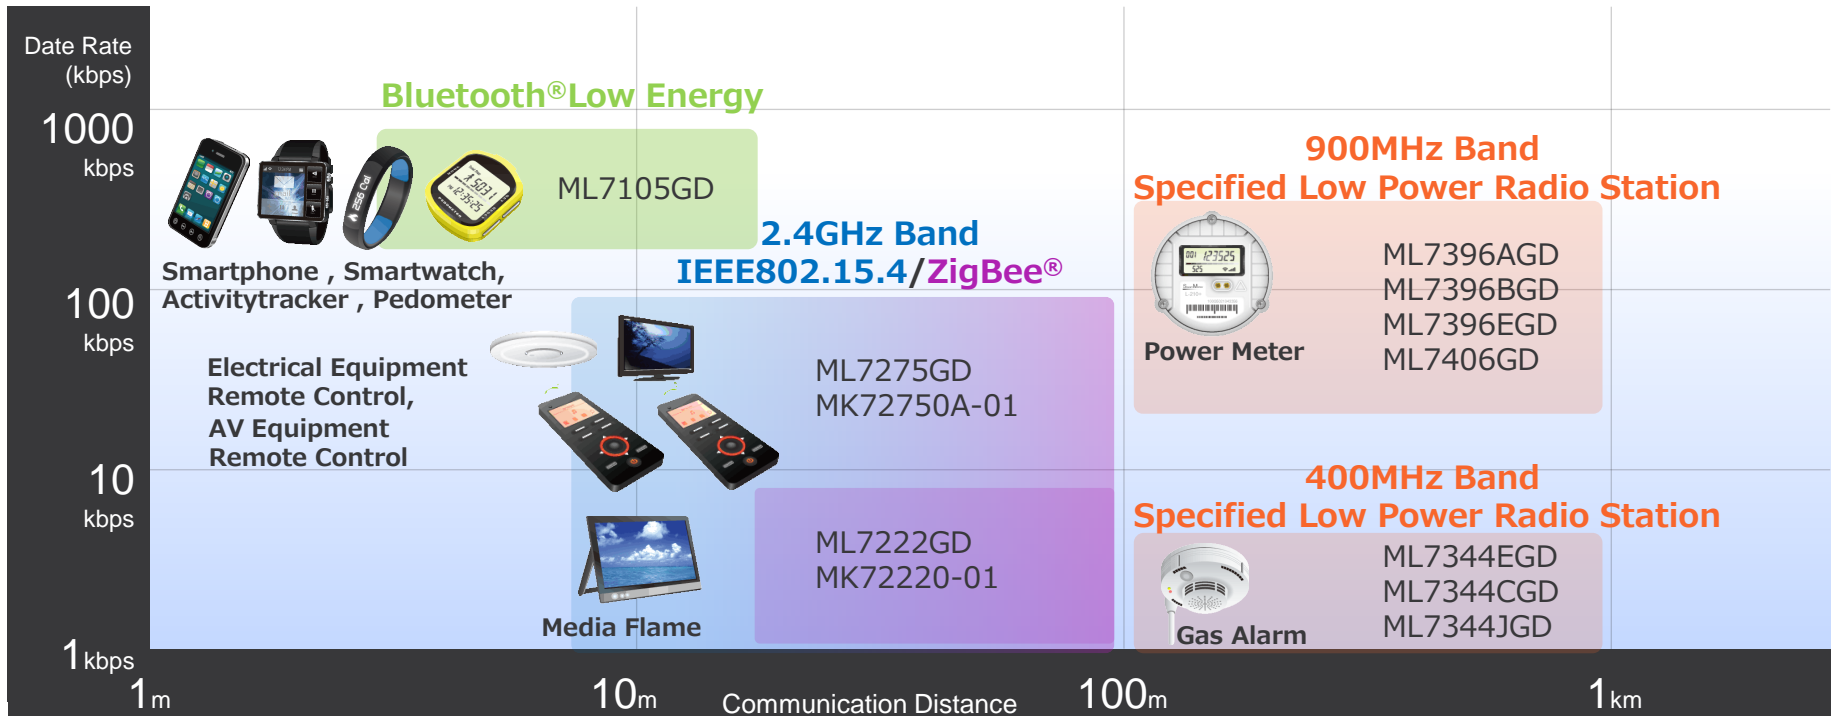 Date Rate
(kbps)
1000
kbps
100
kbps
10
kbps
1kbps
Bluetooth®Low Energy
ML7105GD
256 Cal
Smartphone , Smartwatch,
Activitytracker , Pedometer
2.4GHz Band
IEEE802.15.4/ZigBee®
Electrical Equipment
Remote Control,
AV Equipment
Remote Control
ML7275GD
MK72750A-01
Media Flame
ML7222GD
MK72220-01
900MHz Band
Specified Low Power Radio Station
Power Meter
ML7396AGD
ML7396BGD
ML7396EGD
ML7406GD
400MHz Band
Specified Low Power Radio Station
Gas Alarm
ML7344EGD
ML7344CGD
ML7344JGD
1m
10m
Communication Distance
100m
1km